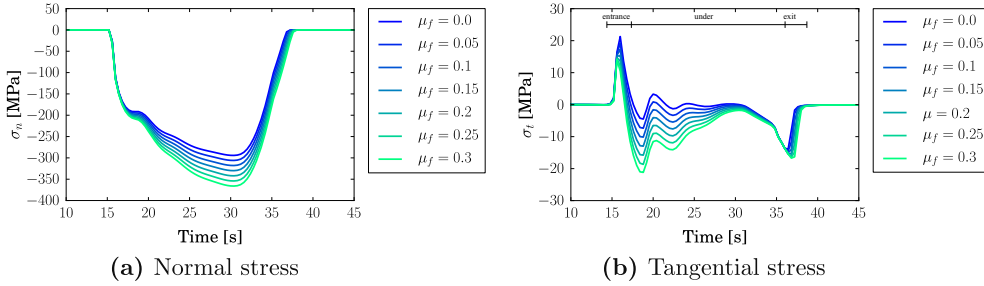 50
0
−50
−100
−150
−200
−250
−300
−350
−400
σn [MPa]
10 15 20 25 30 35 40 45
Time [s]
μf = 0.0
μf = 0.05
μf = 0.1
μf = 0.15
μf = 0.2
μf = 0.25
μf = 0.3
(a) Normal stress
entrance under exit
30
20
10
0
−10
−20
−30
σt [MPa]
10 15 20 25 30 35 40 45
Time [s]
μf = 0.0
μf = 0.05
μf = 0.1
μf = 0.15
μ = 0.2
μf = 0.25
μf = 0.3
(b) Tangential stress